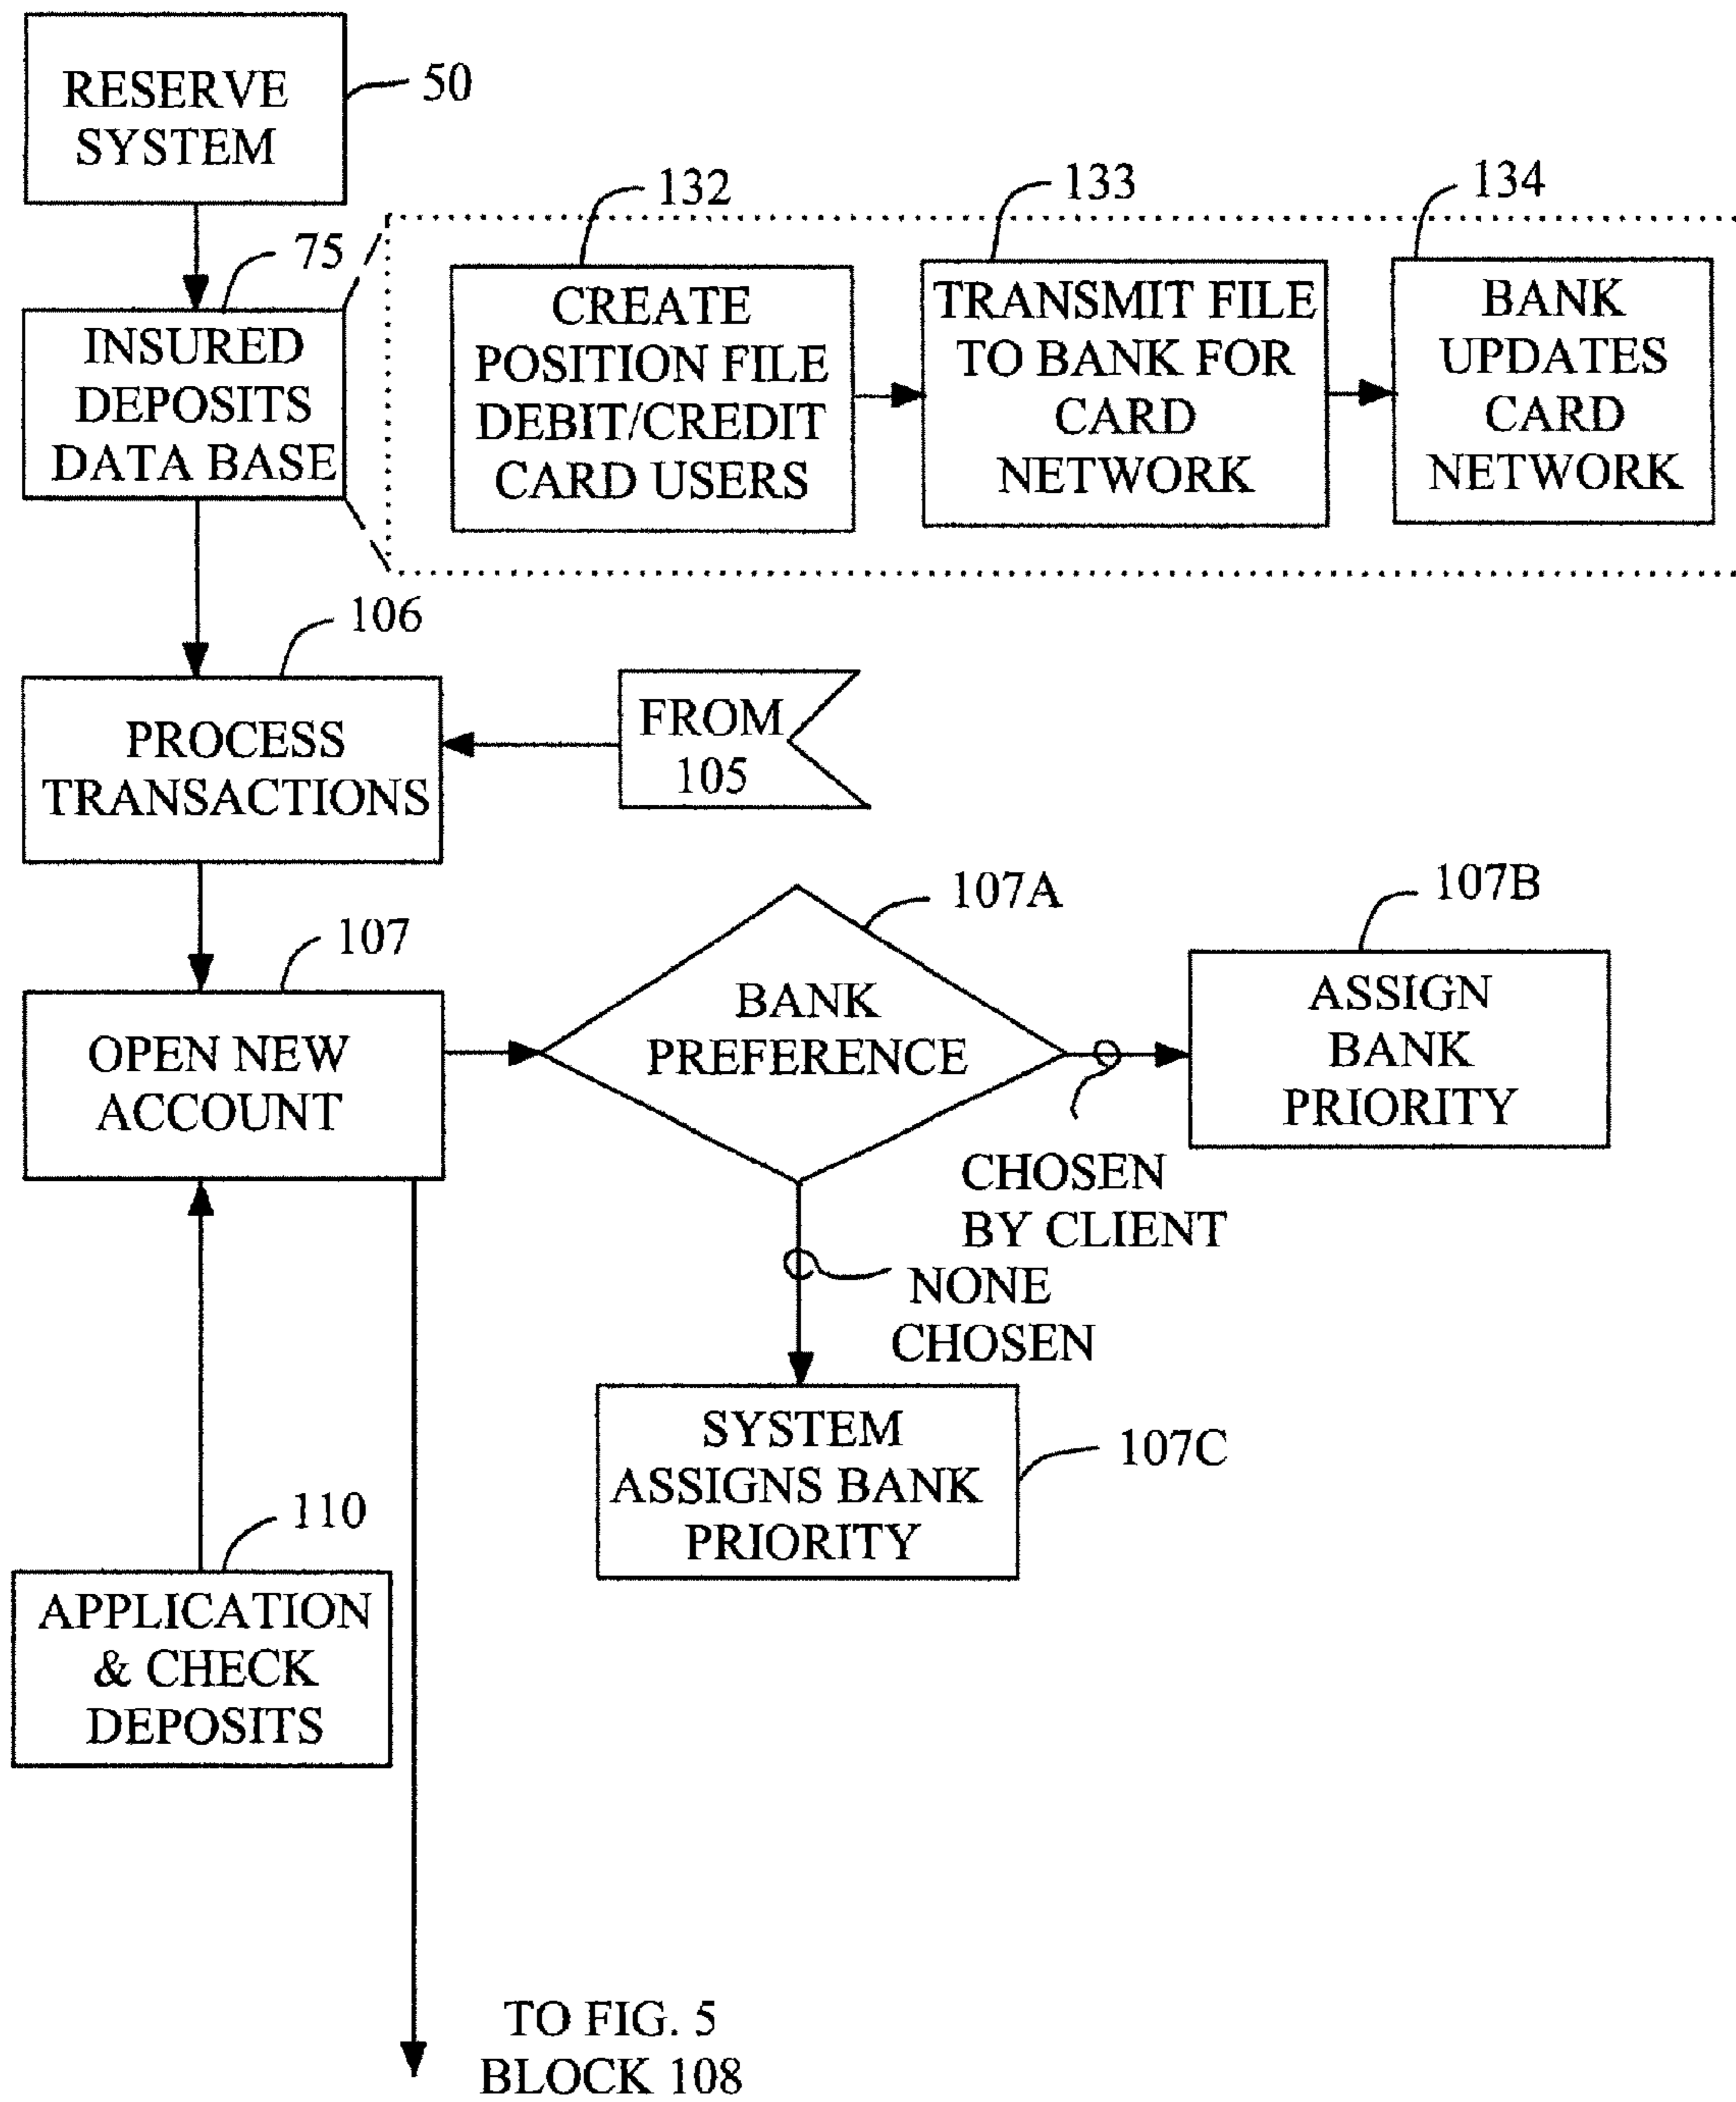 RESERVE
SYSTEM
50
75
INSURED
DEPOSITS
DATA BASE
132
CREATE
POSITION FILE
DEBIT/CREDIT
CARD USERS
133
TRANSMIT FILE
TO BANK FOR
CARD
NETWORK
134
BANK
UPDATES
CARD
NETWORK
106
PROCESS
TRANSACTIONS
FROM
105
107
OPEN NEW
ACCOUNT
107A
BANK
PREFERENCE
107B
ASSIGN
BANK
PRIORITY
CHOSEN
BY CLIENT
NONE
CHOSEN
SYSTEM
ASSIGNS BANK
PRIORITY
107C
110
APPLICATION
& CHECK
DEPOSITS
TO FIG. 5
BLOCK 108